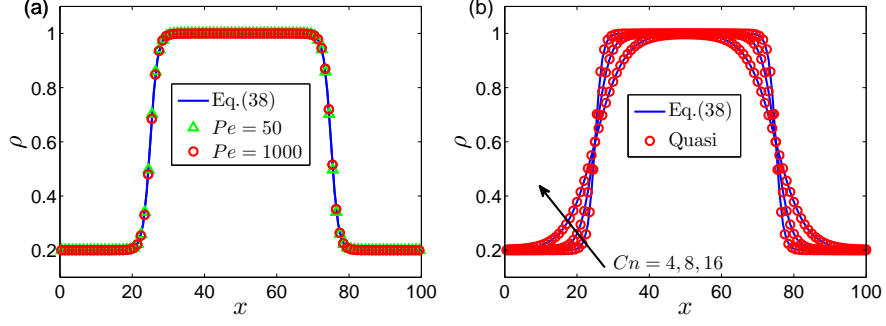 (a)
1
0.8
0.6
0.4
0.2
ρ
Eq.(38)
Pe = 50
Pe = 1000
0 20 40 60 80 100
x
(b)
1
0.8
0.6
0.4
0.2
ρ
Eq.(38)
Quasi
Cn = 4, 8, 16
0 20 40 60 80 100
x